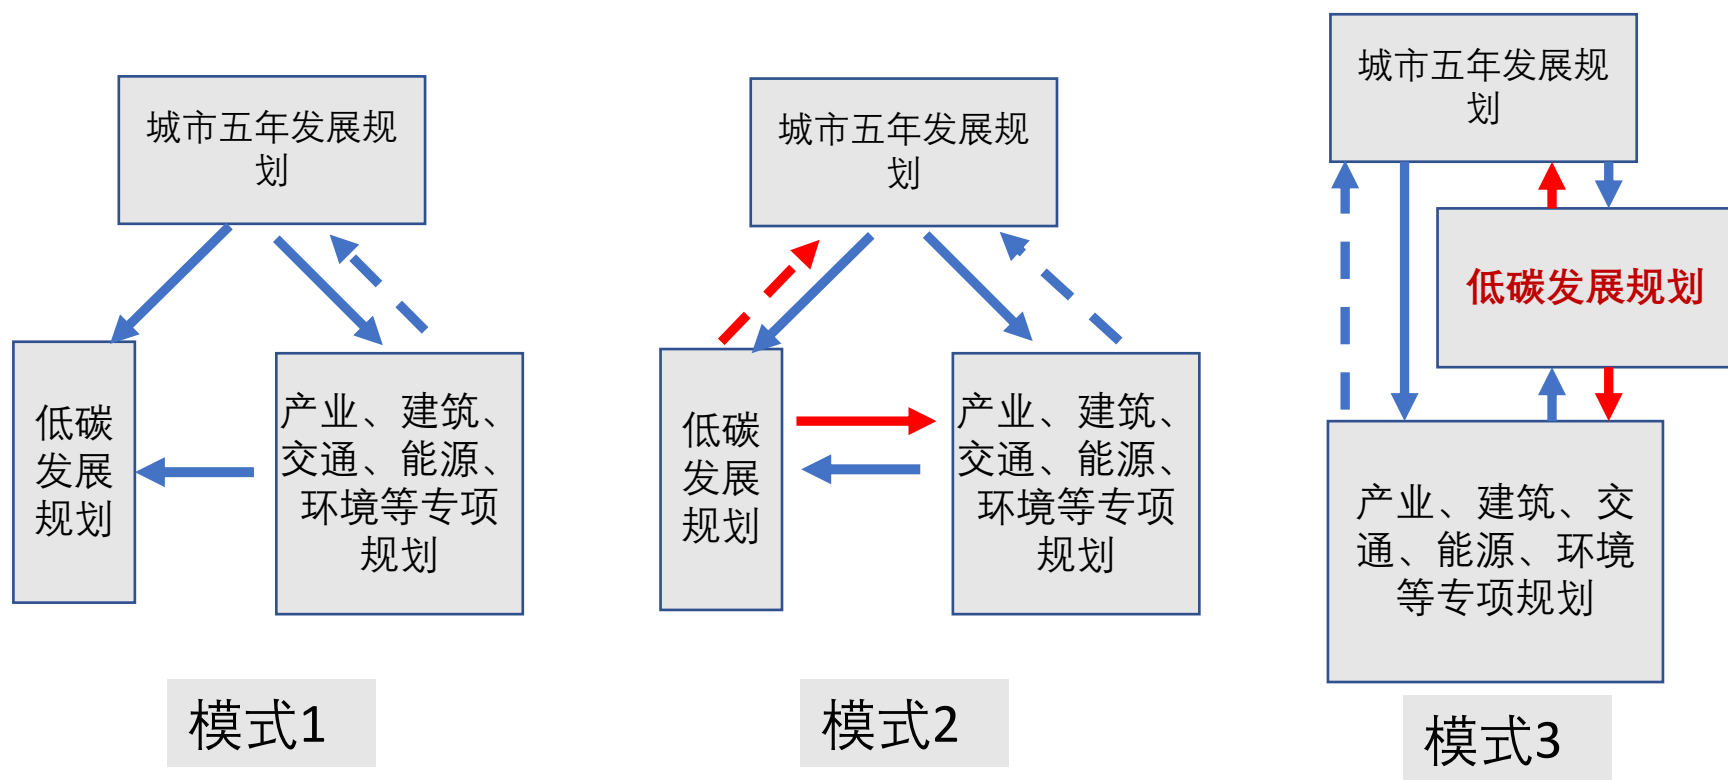 城市五年发展规
划
低碳
发展
规划
产业、建筑、
交通、能源、
环境等专项
规划
模式1
城市五年发展规
划
低碳
发展
规划
产业、建筑、
交通、能源、
环境等专项
规划
模式2
城市五年发展规
划
低碳发展规划
产业、建筑、交
通、能源、环境
等专项规划
模式3